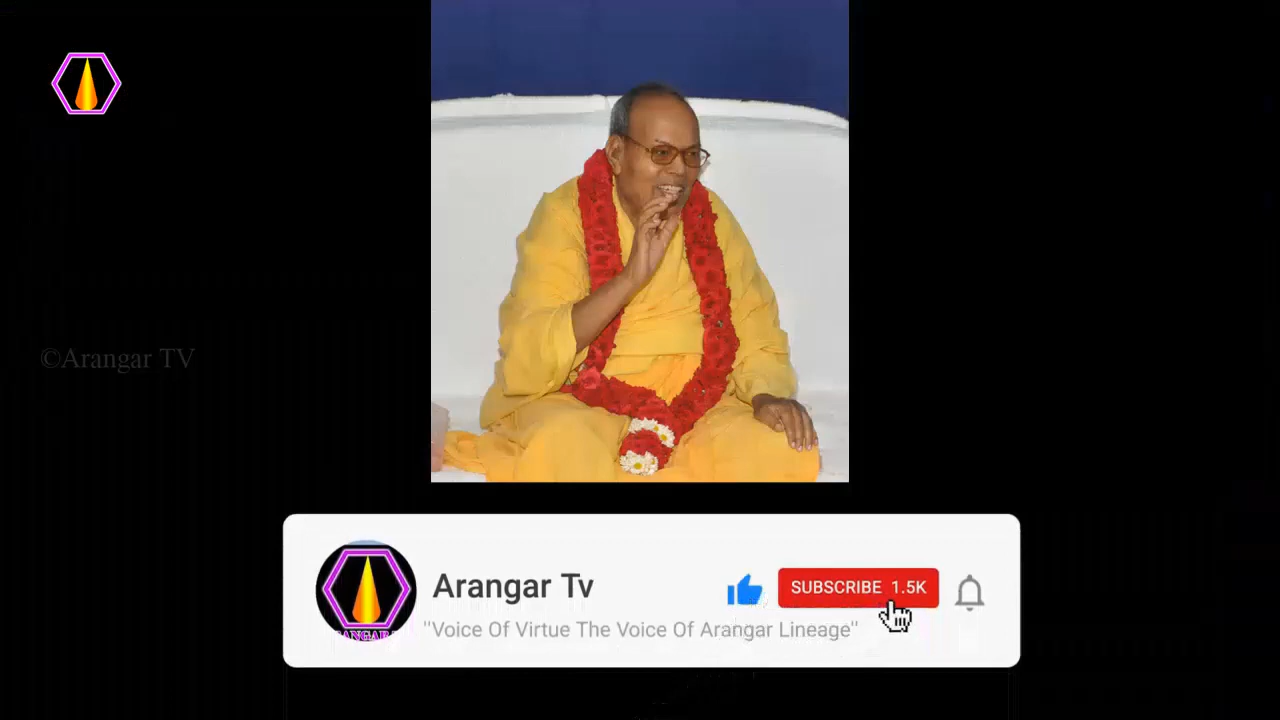 ©Arangar TV
Arangar Tv
SUBSCRIBE 1.5K
"Voice Of Virtue The Voice Of Arangar Lineage"